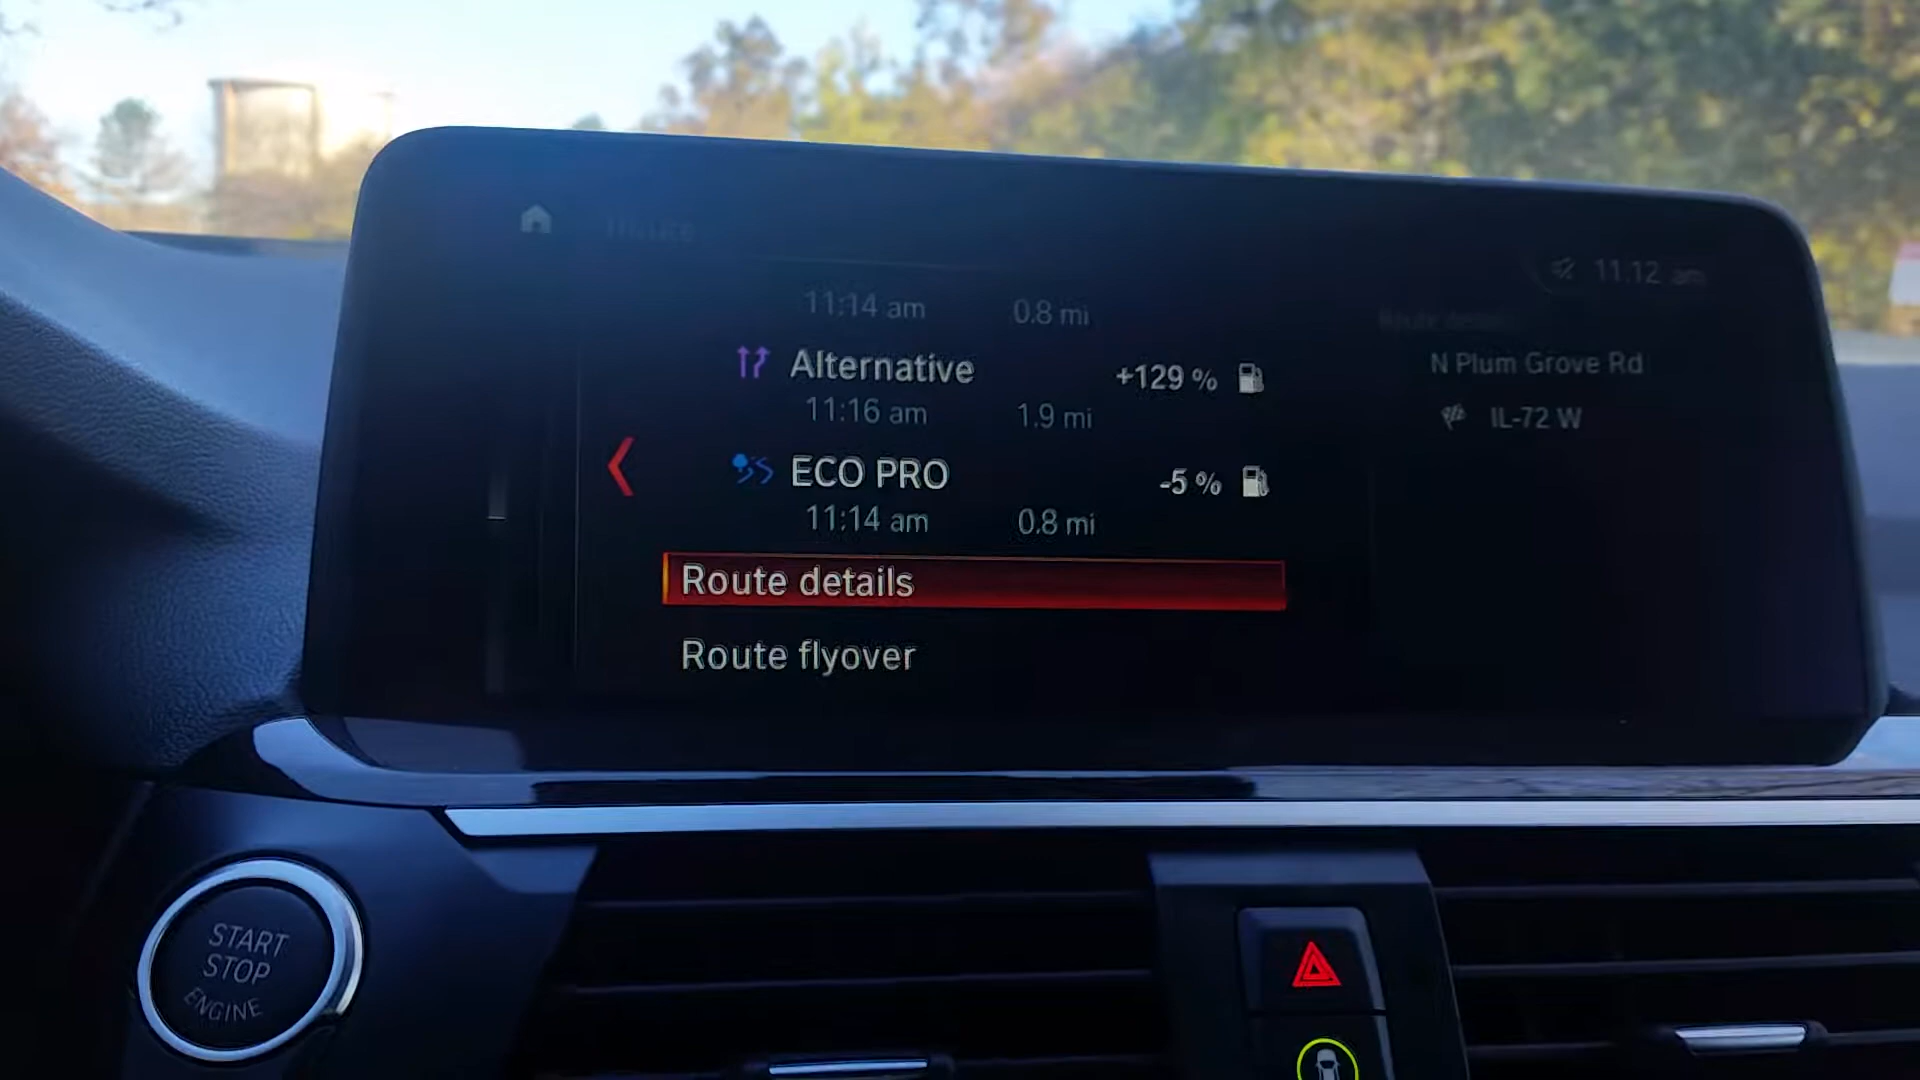 11:12 am
11:14 am 0.8 mi
Alternative +129 %
11:16 am 1.9 mi
ECO PRO -5 %
11:14 am 0.8 mi
Route details
Route flyover
Route details
N Plum Grove Rd
IL-72 W
START
STOP
ENGINE